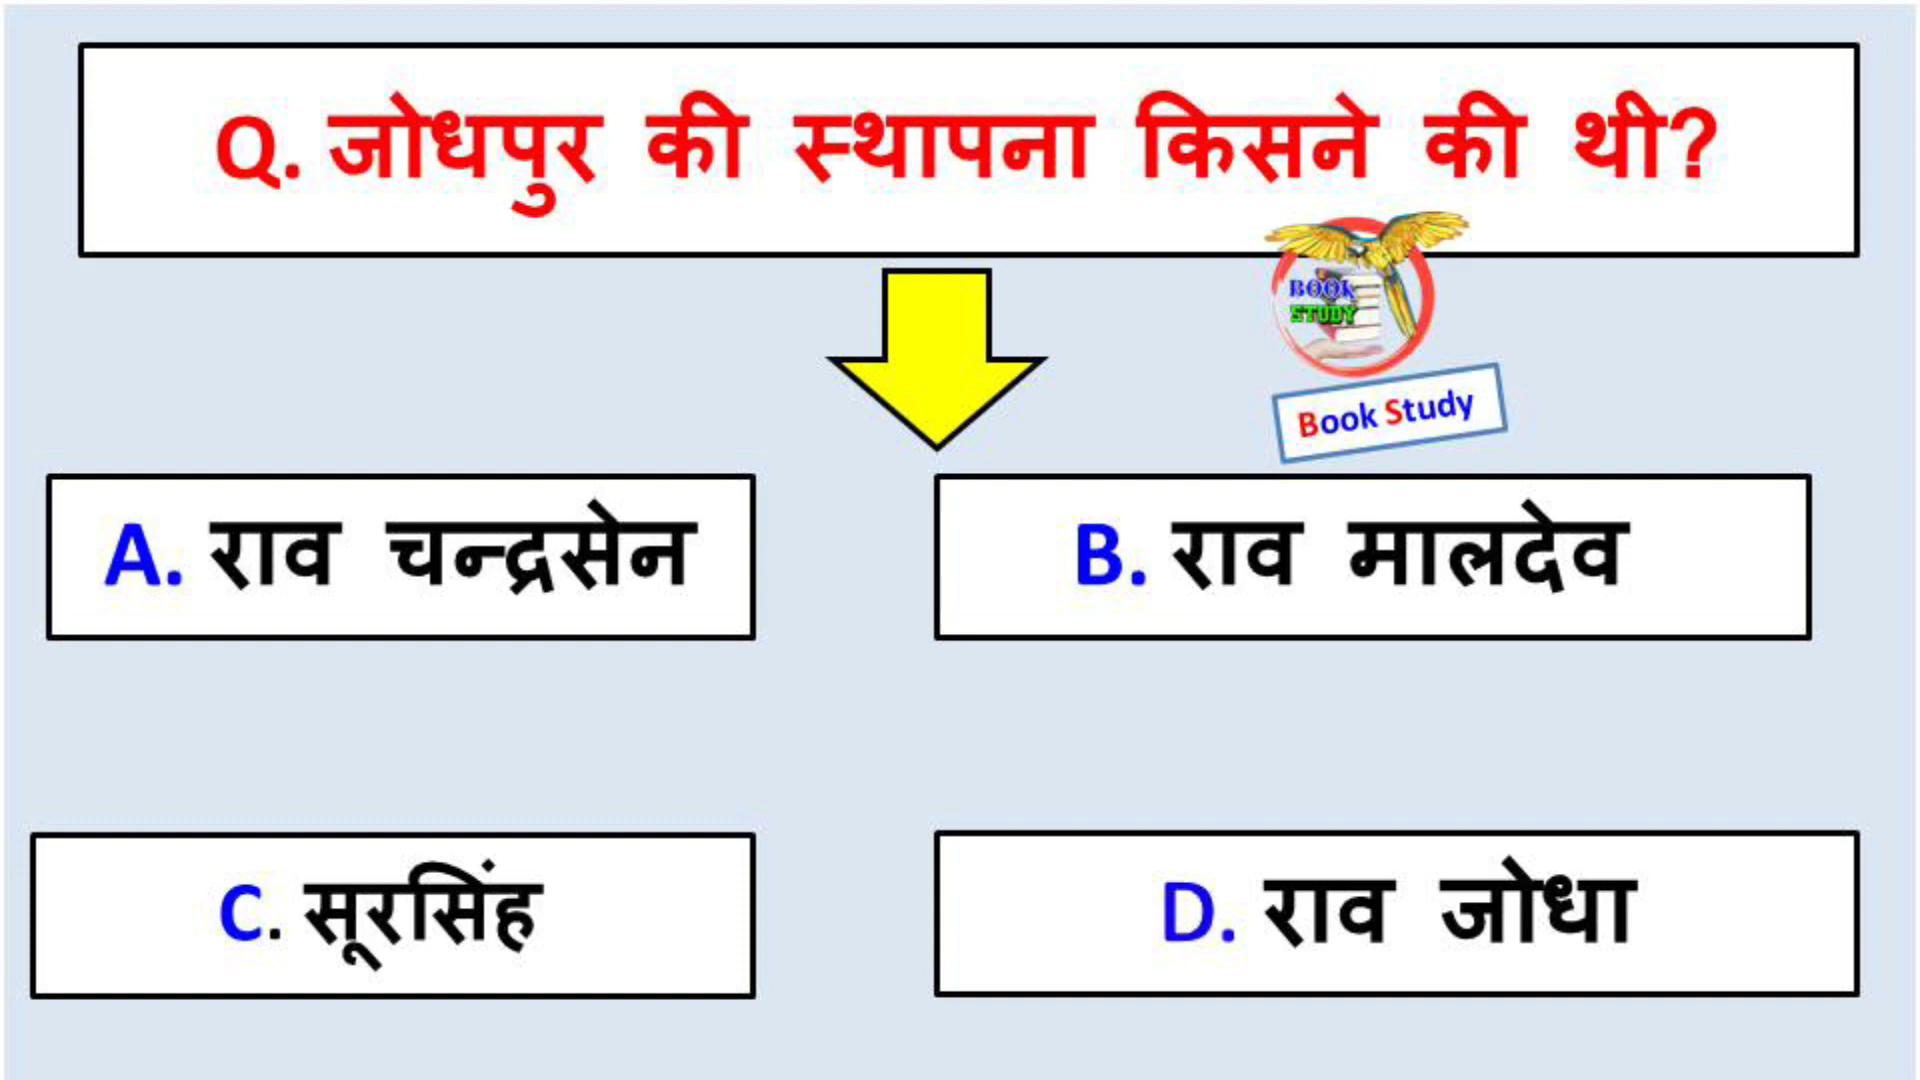 Q. जोधपुर की स्थापना किसने की थी?
BOOK
STUDY
Book Study
A. राव चन्द्रसेन
B. राव मालदेव
C. सूरसिंह
D. राव जोधा